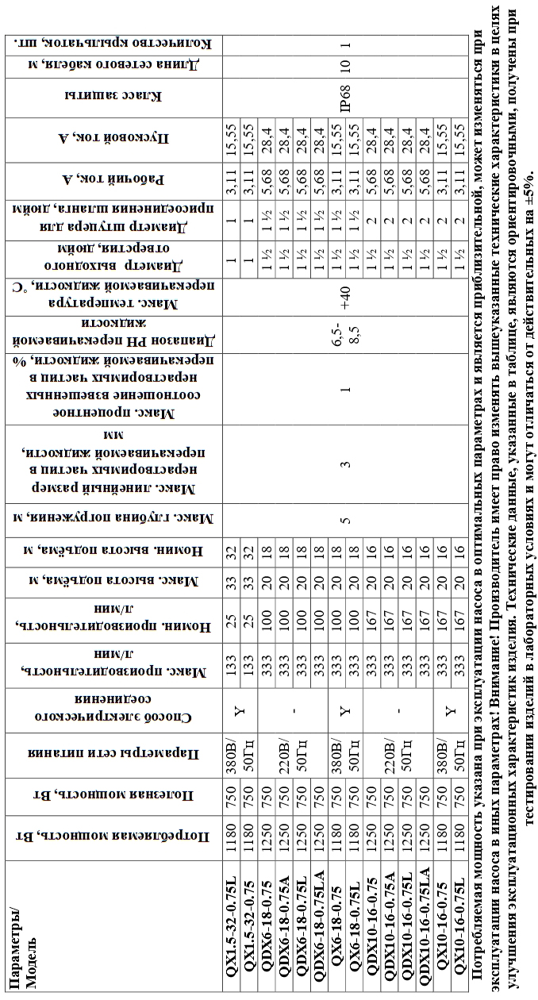 Параметры/
Модель
Потребляемая мощность, Вт
Полезная мощность, Вт
Параметры сети питания
Способ электрического
соединения
Макс. производительность,
л/мин
Номин. производительность,
л/мин
Макс. высота подъёма, м
Номин. высота подъёма, м
Макс. глубина погружения, м
Макс. линейный размер
нерастворимых частиц в
перекачиваемой жидкости,
мм
Макс. процентное
соотношение взвешенных
нерастворимых частиц в
перекачиваемой жидкости, %
Диапазон РН перекачиваемой
жидкости
Макс. температура
перекачиваемой жидкости, °С
Диаметр выходного
отверстия, дюйм
Диаметр штуцера для
присоединения шланга, дюйм
Рабочий ток, А
Пусковой ток, А
Класс защиты
Длина сетевого кабеля, м
Количество крыльчаток, шт.
QX1.5-32-0.75L 1180 750 380В/ Y 133 25 33 32 1 1 3,11 15,55
QX1.5-32-0.75 1180 750 50Гц 133 25 33 32 1 1 3,11 15,55
QDX6-18-0.75 1250 750 333 100 20 18 1 ½ 1 ½ 5,68 28,4
QDX6-18-0.75A 1250 750 220В/ - 333 100 20 18 1 ½ 1 ½ 5,68 28,4
QDX6-18-0.75L 1250 750 50Гц 333 100 20 18 1 ½ 1 ½ 5,68 28,4
QDX6-18-0.75LA 1250 750 333 100 20 18 1 ½ 1 ½ 5,68 28,4
QX6-18-0.75 1180 750 380В/ Y 333 100 20 18 5 3 1 6,5- +40 1 ½ 1 ½ 3,11 15,55 IP68 10 1
QX6-18-0.75L 1180 750 50Гц 333 100 20 18 8,5 1 ½ 1 ½ 3,11 15,55
QDX10-16-0.75 1250 750 333 167 20 16 1 ½ 2 5,68 28,4
QDX10-16-0.75A 1250 750 220В/ - 333 167 20 16 1 ½ 2 5,68 28,4
QDX10-16-0.75L 1250 750 50Гц 333 167 20 16 1 ½ 2 5,68 28,4
QDX10-16-0.75LA 1250 750 333 167 20 16 1 ½ 2 5,68 28,4
QX10-16-0.75 1180 750 380В/ Y 333 167 20 16 1 ½ 2 3,11 15,55
QX10-16-0.75L 1180 750 50Гц 333 167 20 16 1 ½ 2 3,11 15,55
Потребляемая мощность указана при эксплуатации насоса в оптимальных параметрах и является приблизительной, может изменяться при
эксплуатации насоса в иных параметрах! Внимание! Производитель имеет право изменять вышеуказанные технические характеристики в целях
улучшения эксплуатационных характеристик изделия. Технические данные, указанные в таблице, являются ориентировочными, получены при
тестировании изделий в лабораторных условиях и могут отличаться от действительных на ±5%.